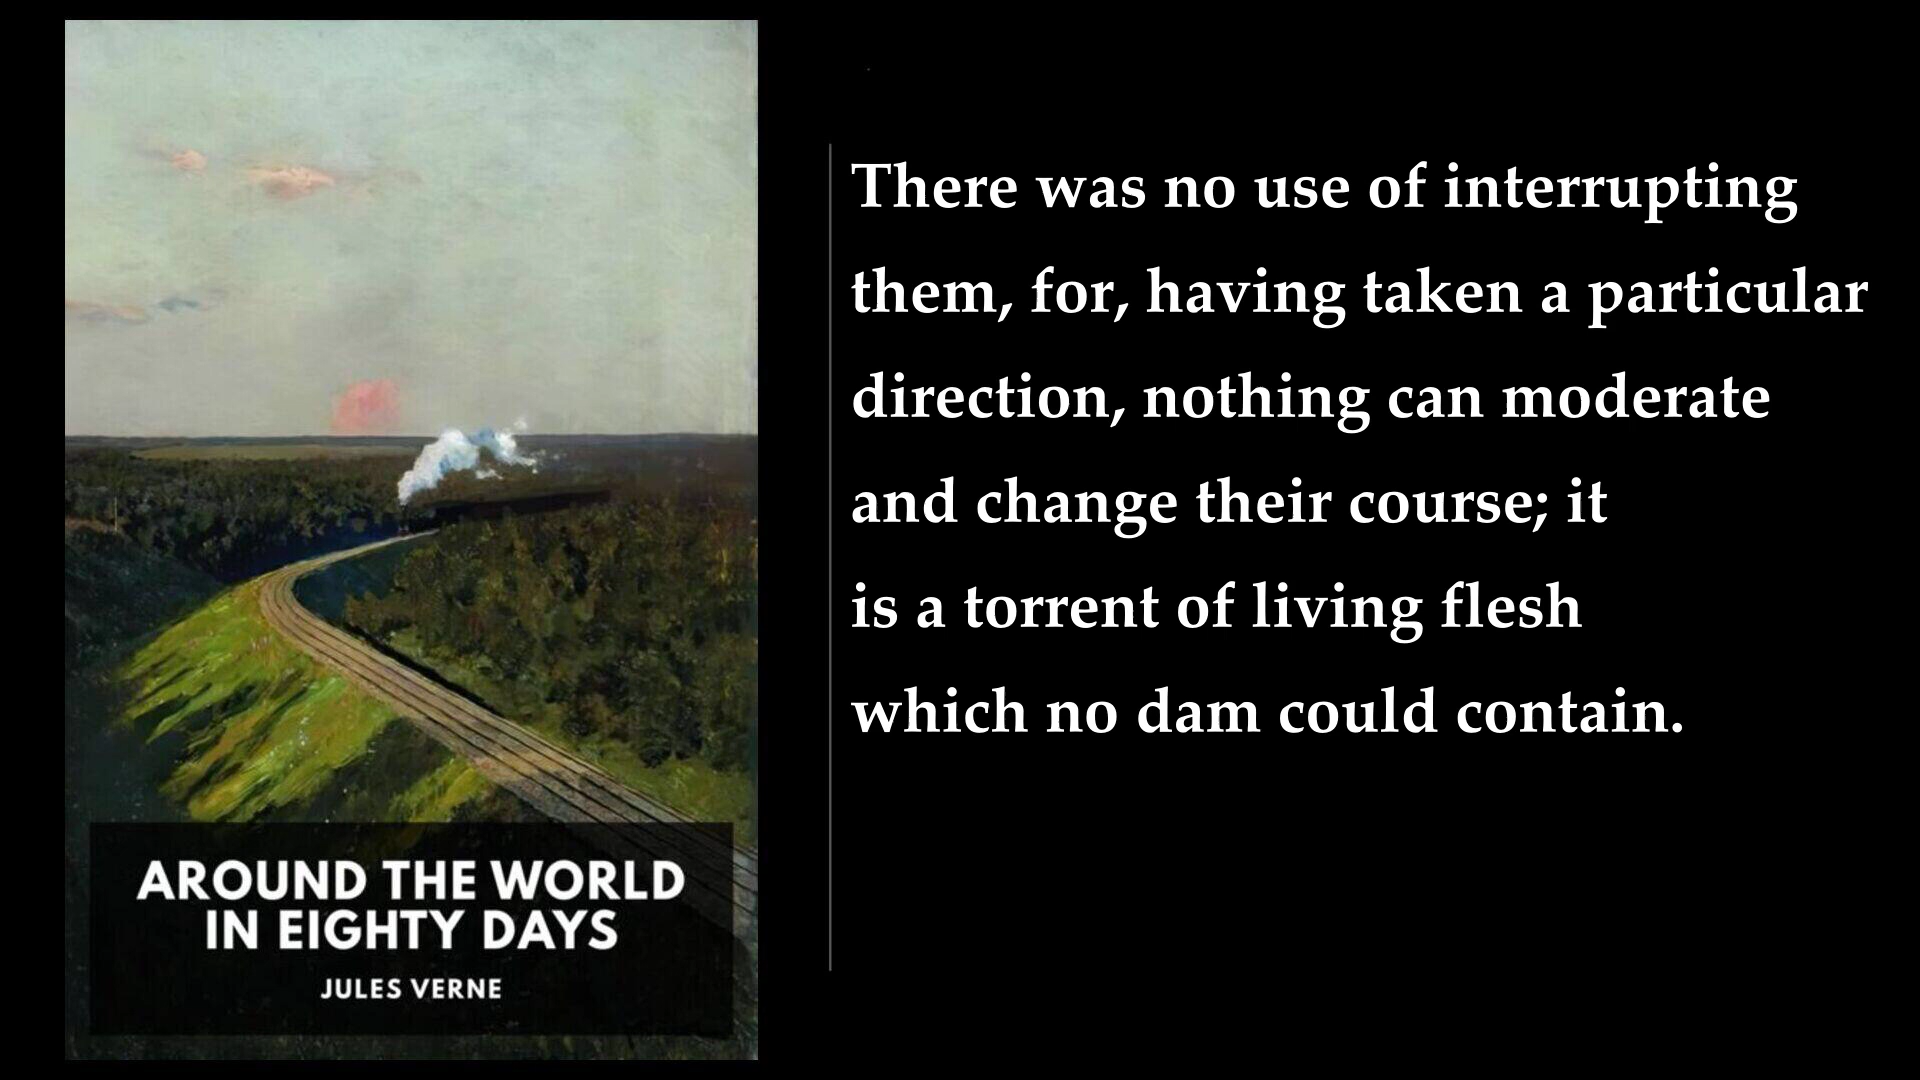 There was no use of interrupting
them, for, having taken a particular
direction, nothing can moderate
and change their course; it
is a torrent of living flesh
which no dam could contain.
AROUND THE WORLD
IN EIGHTY DAYS
JULES VERNE